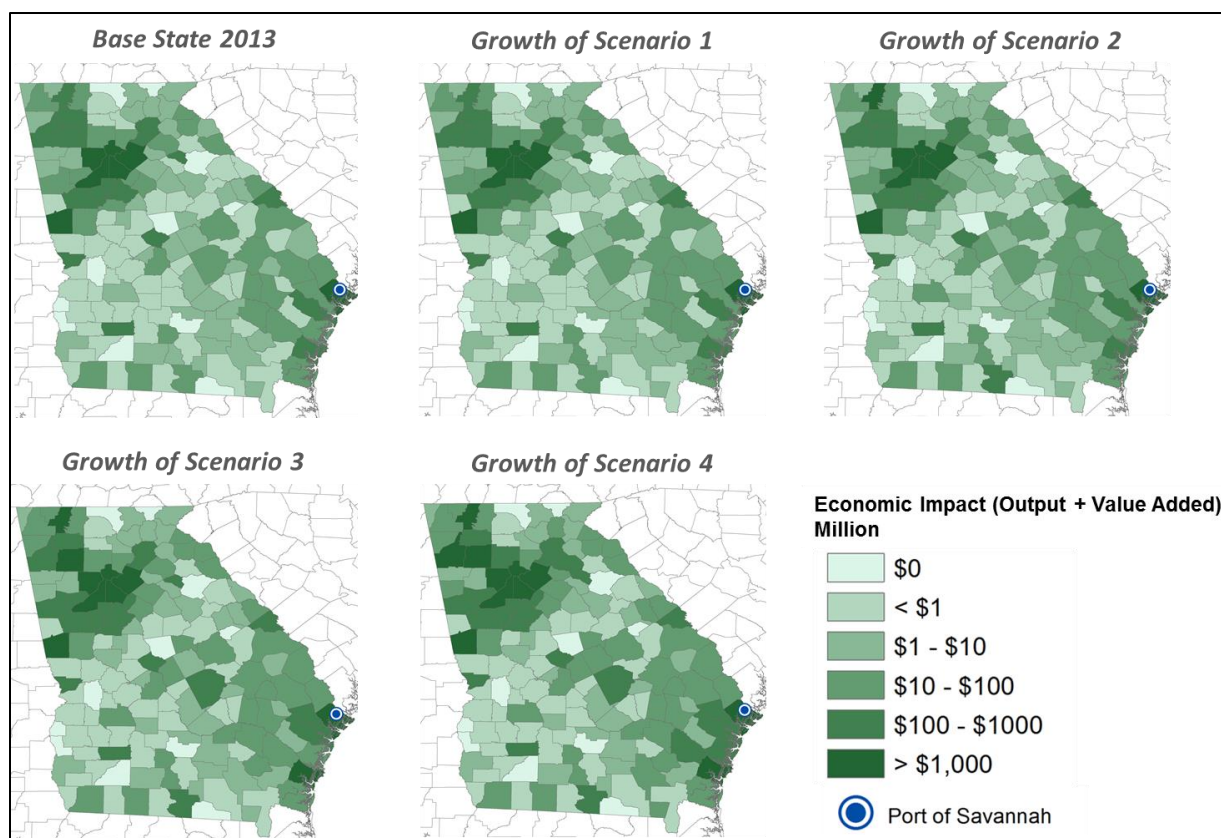 Base State 2013
Growth of Scenario 1
Growth of Scenario 2
Growth of Scenario 3
Growth of Scenario 4
Economic Impact (Output + Value Added)
Million
$0
< $1
$1 - $10
$10 - $100
$100 - $1000
> $1,000
Port of Savannah